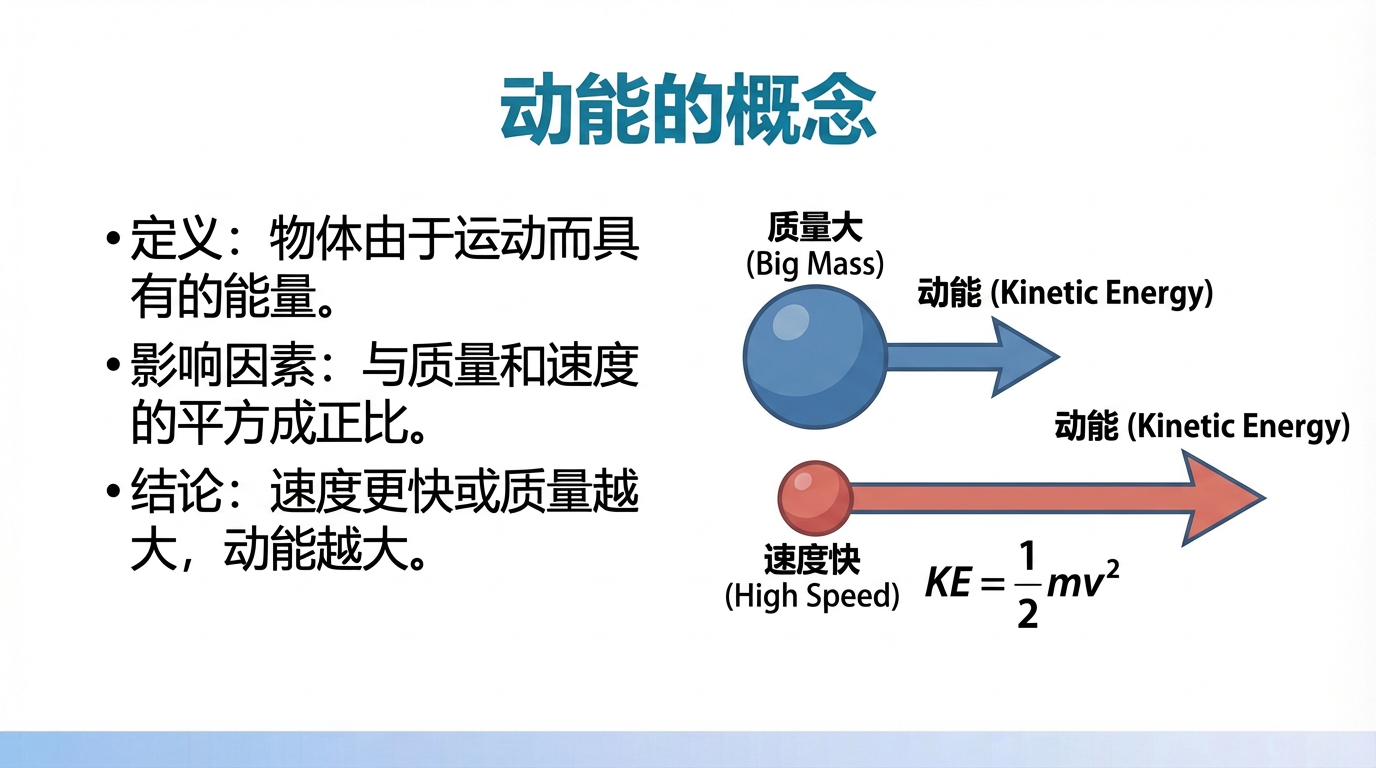 动能的概念
•定义：物体由于运动而具
有的能量。
•影响因素：与质量和速度
的平方成正比。
•结论：速度更快或质量越
大，动能越大。
质量大
(Big Mass)
动能 (Kinetic Energy)
动能 (Kinetic Energy)
速度快
(High Speed)
KE = 1/2 mv²